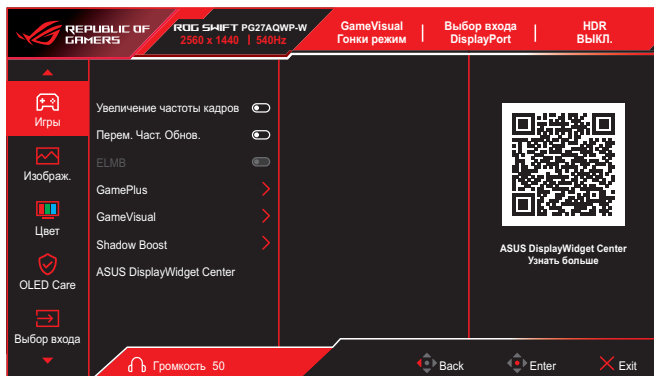 REPUBLIC OF
GAMERS
ROG SWIFT PG27AQWP-W
2560 x 1440 | 540Hz
GameVisual
Гонки режим
Выбор входа
DisplayPort
HDR
ВЫКЛ.
Игры
Изображ.
Цвет
OLED Care
Выбор входа
Увеличение частоты кадров
Перем. Част. Обнов.
ELMB
GamePlus
GameVisual
Shadow Boost
ASUS DisplayWidget Center
ASUS DisplayWidget Center
Узнать больше
Громкость 50
Back
Enter
Exit